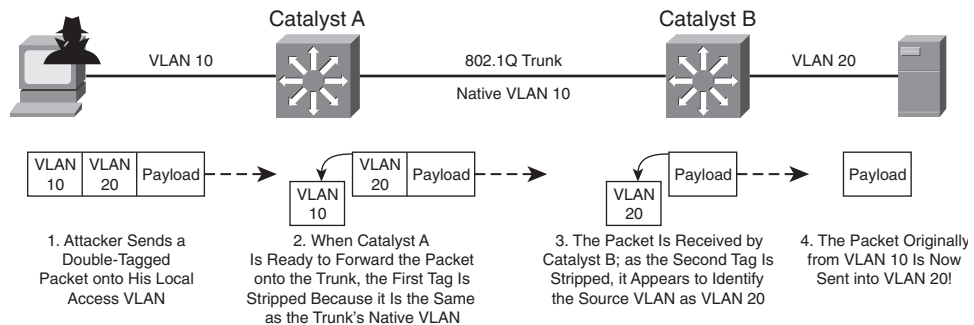 Catalyst A
Catalyst B
VLAN 10
802.1Q Trunk
VLAN 20
Native VLAN 10
VLAN
10
VLAN
20
Payload
VLAN
20
Payload
VLAN
10
Payload
VLAN
20
Payload
1. Attacker Sends a
Double-Tagged
Packet onto His Local
Access VLAN
2. When Catalyst A
Is Ready to Forward the Packet
onto the Trunk, the First Tag Is
Stripped Because it Is the Same
as the Trunk's Native VLAN
3. The Packet Is Received by
Catalyst B; as the Second Tag Is
Stripped, it Appears to Identify
the Source VLAN as VLAN 20
4. The Packet Originally
from VLAN 10 Is Now
Sent into VLAN 20!